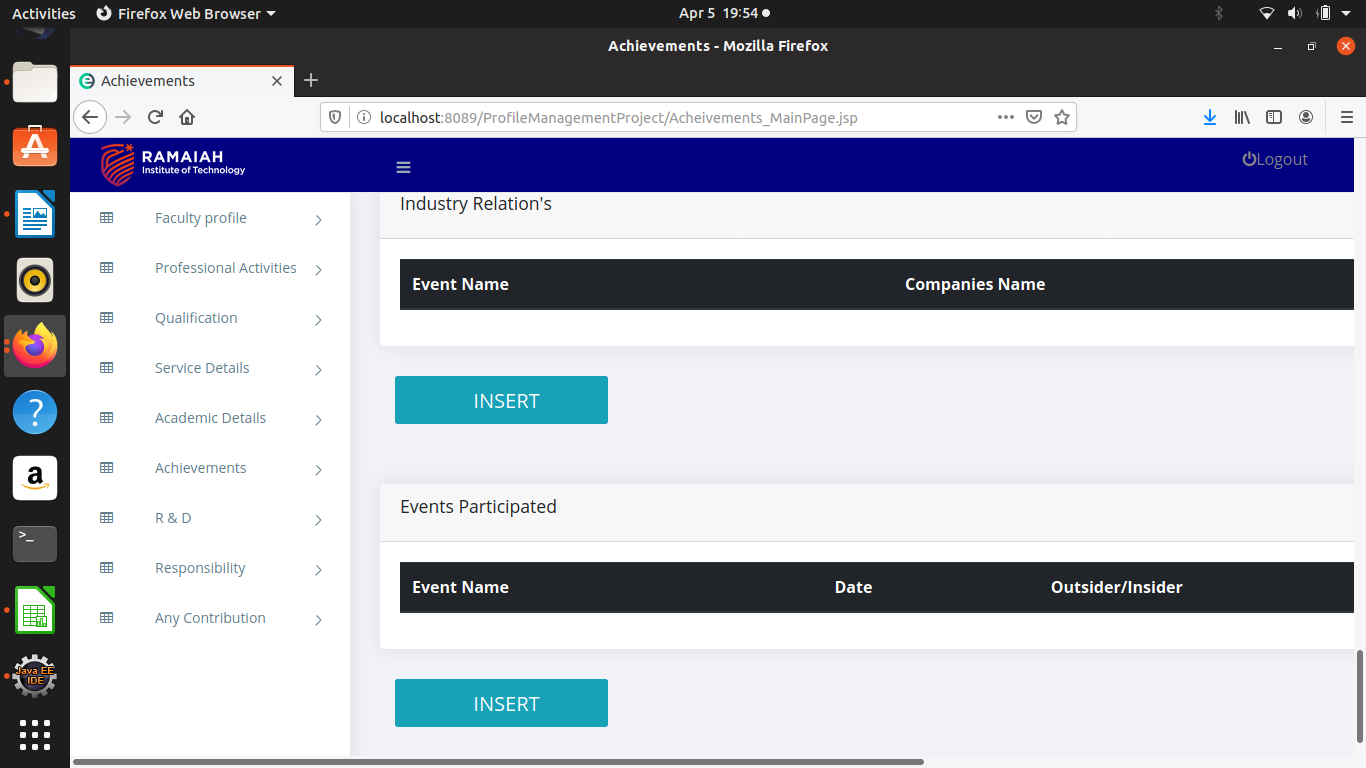 Activities Firefox Web Browser Apr 5 19:54
Achievements - Mozilla Firefox
Achievements
localhost:8089/ProfileManagementProject/Acheivements_MainPage.jsp
RAMAIAH
Institute of Technology
Logout
Faculty profile
Professional Activities
Qualification
Service Details
Academic Details
Achievements
R & D
Responsibility
Any Contribution
Industry Relation's
Event Name Companies Name
INSERT
Events Participated
Event Name Date Outsider/Insider
INSERT
a
>_
Java EE
IDE